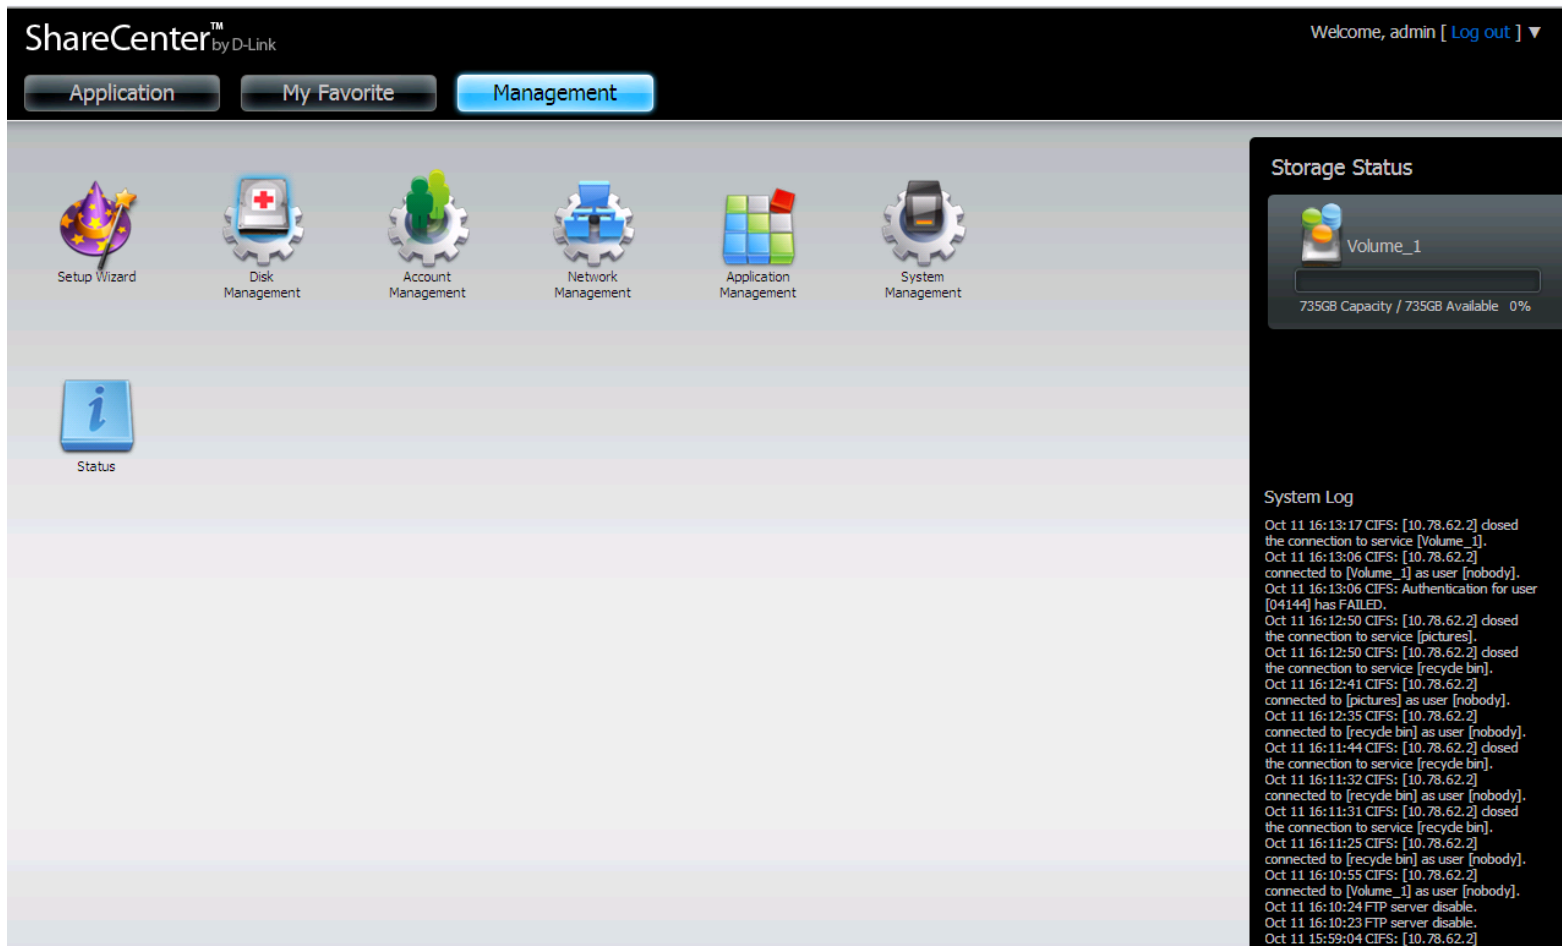 ShareCenter™ by D-Link
Welcome, admin [ Log out ] ▼
Application
My Favorite
Management
Setup Wizard
Disk
Management
Account
Management
Network
Management
Application
Management
System
Management
Status
Storage Status
Volume_1
735GB Capacity / 735GB Available 0%
System Log
Oct 11 16:13:17 CIFS: [10.78.62.2] closed
the connection to service [Volume_1].
Oct 11 16:13:06 CIFS: [10.78.62.2]
connected to [Volume_1] as user [nobody].
Oct 11 16:13:06 CIFS: Authentication for user
[04144] has FAILED.
Oct 11 16:12:50 CIFS: [10.78.62.2] closed
the connection to service [pictures].
Oct 11 16:12:50 CIFS: [10.78.62.2] closed
the connection to service [recycle bin].
Oct 11 16:12:41 CIFS: [10.78.62.2]
connected to [pictures] as user [nobody].
Oct 11 16:12:35 CIFS: [10.78.62.2]
connected to [recycle bin] as user [nobody].
Oct 11 16:11:44 CIFS: [10.78.62.2] closed
the connection to service [recycle bin].
Oct 11 16:11:32 CIFS: [10.78.62.2]
connected to [recycle bin] as user [nobody].
Oct 11 16:11:31 CIFS: [10.78.62.2] closed
the connection to service [recycle bin].
Oct 11 16:11:25 CIFS: [10.78.62.2]
connected to [recycle bin] as user [nobody].
Oct 11 16:10:55 CIFS: [10.78.62.2]
connected to [Volume_1] as user [nobody].
Oct 11 16:10:24 FTP server disable.
Oct 11 16:10:23 FTP server disable.
Oct 11 15:59:04 CIFS: [10.78.62.2]